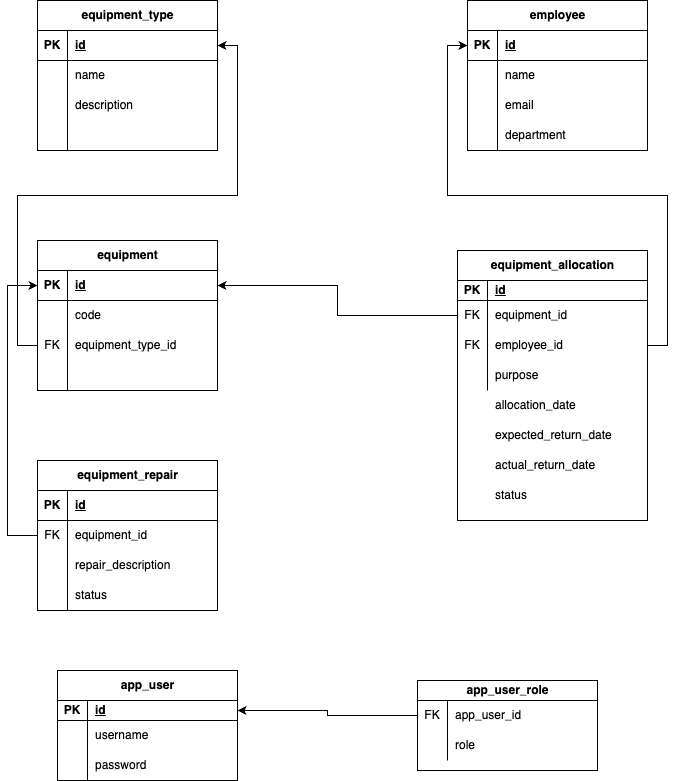 equipment_type
PK id
name
description
employee
PK id
name
email
department
equipment
PK id
code
FK equipment_type_id
equipment_allocation
PK id
FK equipment_id
FK employee_id
purpose
allocation_date
expected_return_date
actual_return_date
status
equipment_repair
PK id
FK equipment_id
repair_description
status
app_user
PK id
username
password
app_user_role
FK app_user_id
role